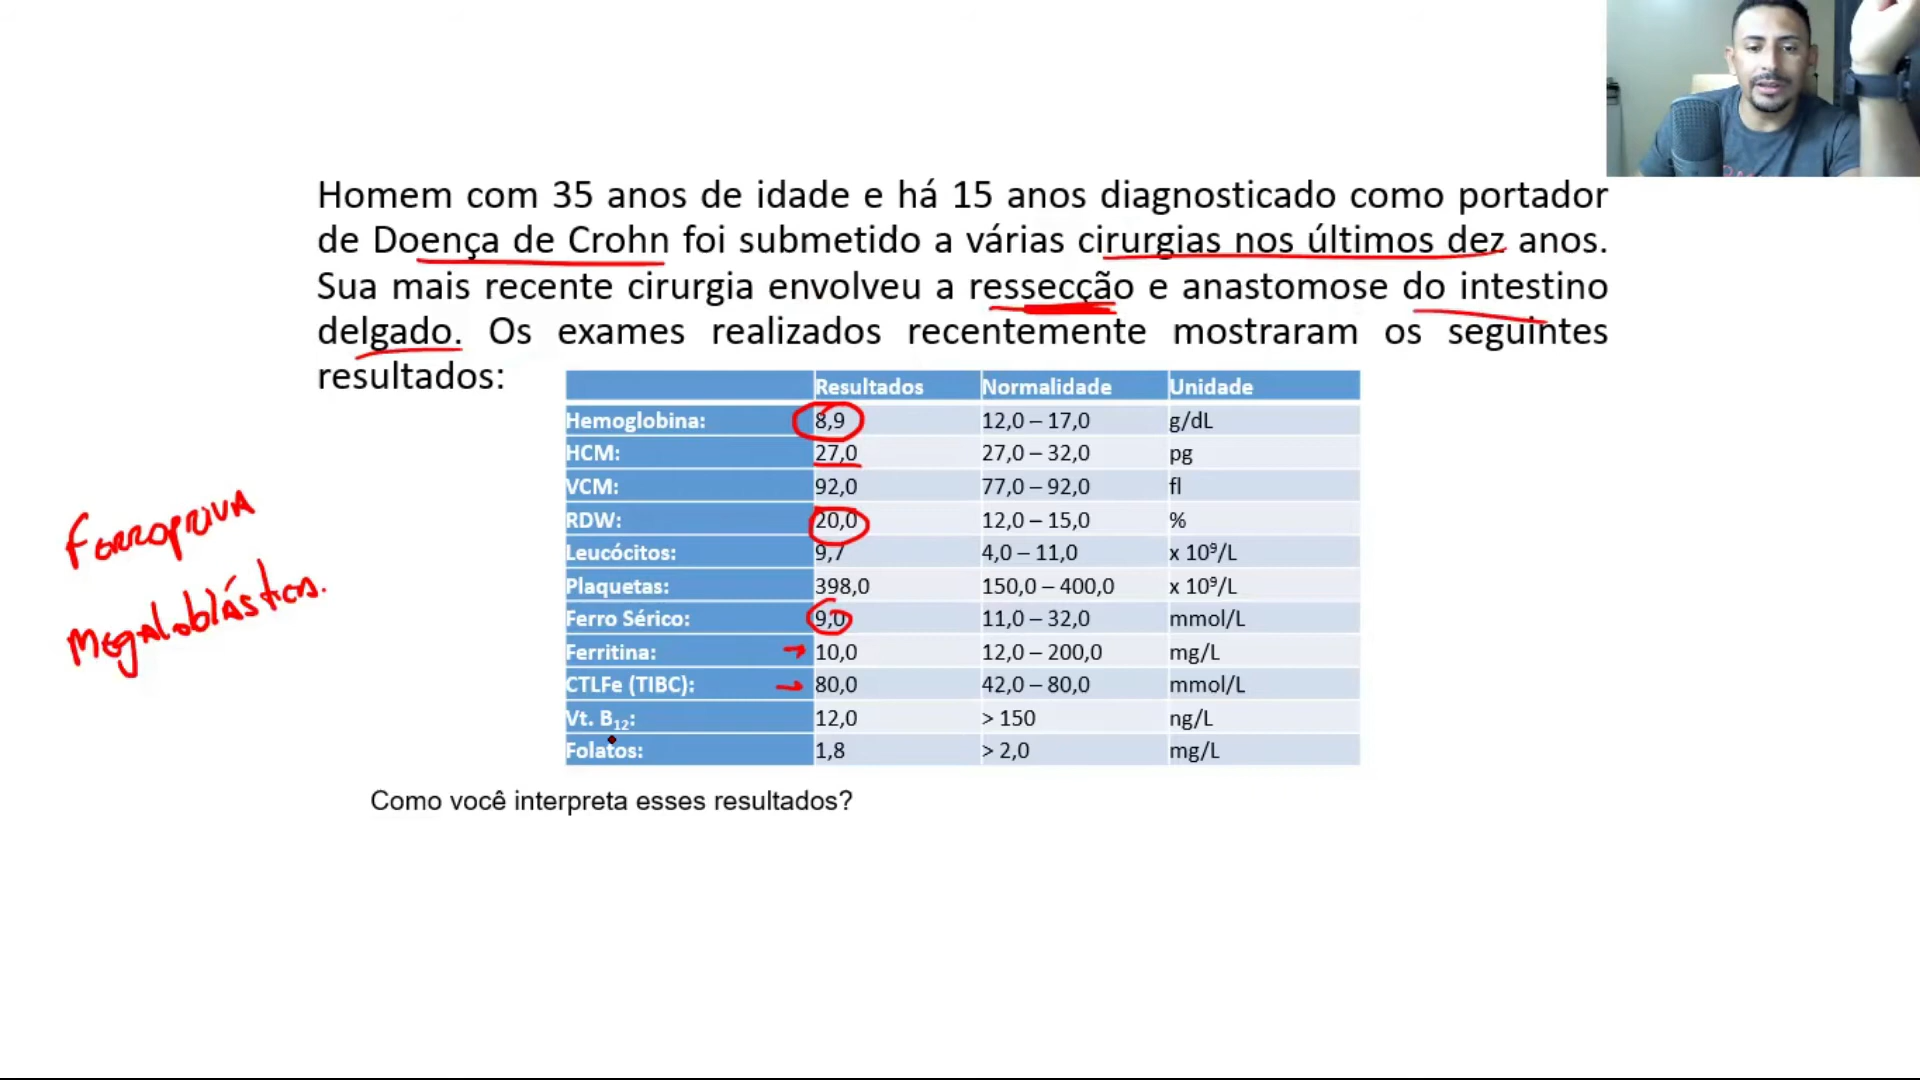 Homem com 35 anos de idade e há 15 anos diagnosticado como portador
de Doença de Crohn foi submetido a várias cirurgias nos últimos dez anos.
Sua mais recente cirurgia envolveu a ressecção e anastomose do intestino
delgado. Os exames realizados recentemente mostraram os seguintes
resultados:
Resultados Normalidade Unidade
Hemoglobina: 8,9 12,0 – 17,0 g/dL
HCM: 27,0 27,0 – 32,0 pg
VCM: 92,0 77,0 – 92,0 fl
RDW: 20,0 12,0 – 15,0 %
Leucócitos: 9,7 4,0 – 11,0 x 10⁹/L
Plaquetas: 398,0 150,0 – 400,0 x 10⁹/L
Ferro Sérico: 9,0 11,0 – 32,0 mmol/L
Ferritina: 10,0 12,0 – 200,0 mg/L
CTLFe (TIBC): 80,0 42,0 – 80,0 mmol/L
Vt. B₁₂: 12,0 > 150 ng/L
Folatos: 1,8 > 2,0 mg/L
Ferropriva
Megaloblástica.
Como você interpreta esses resultados?